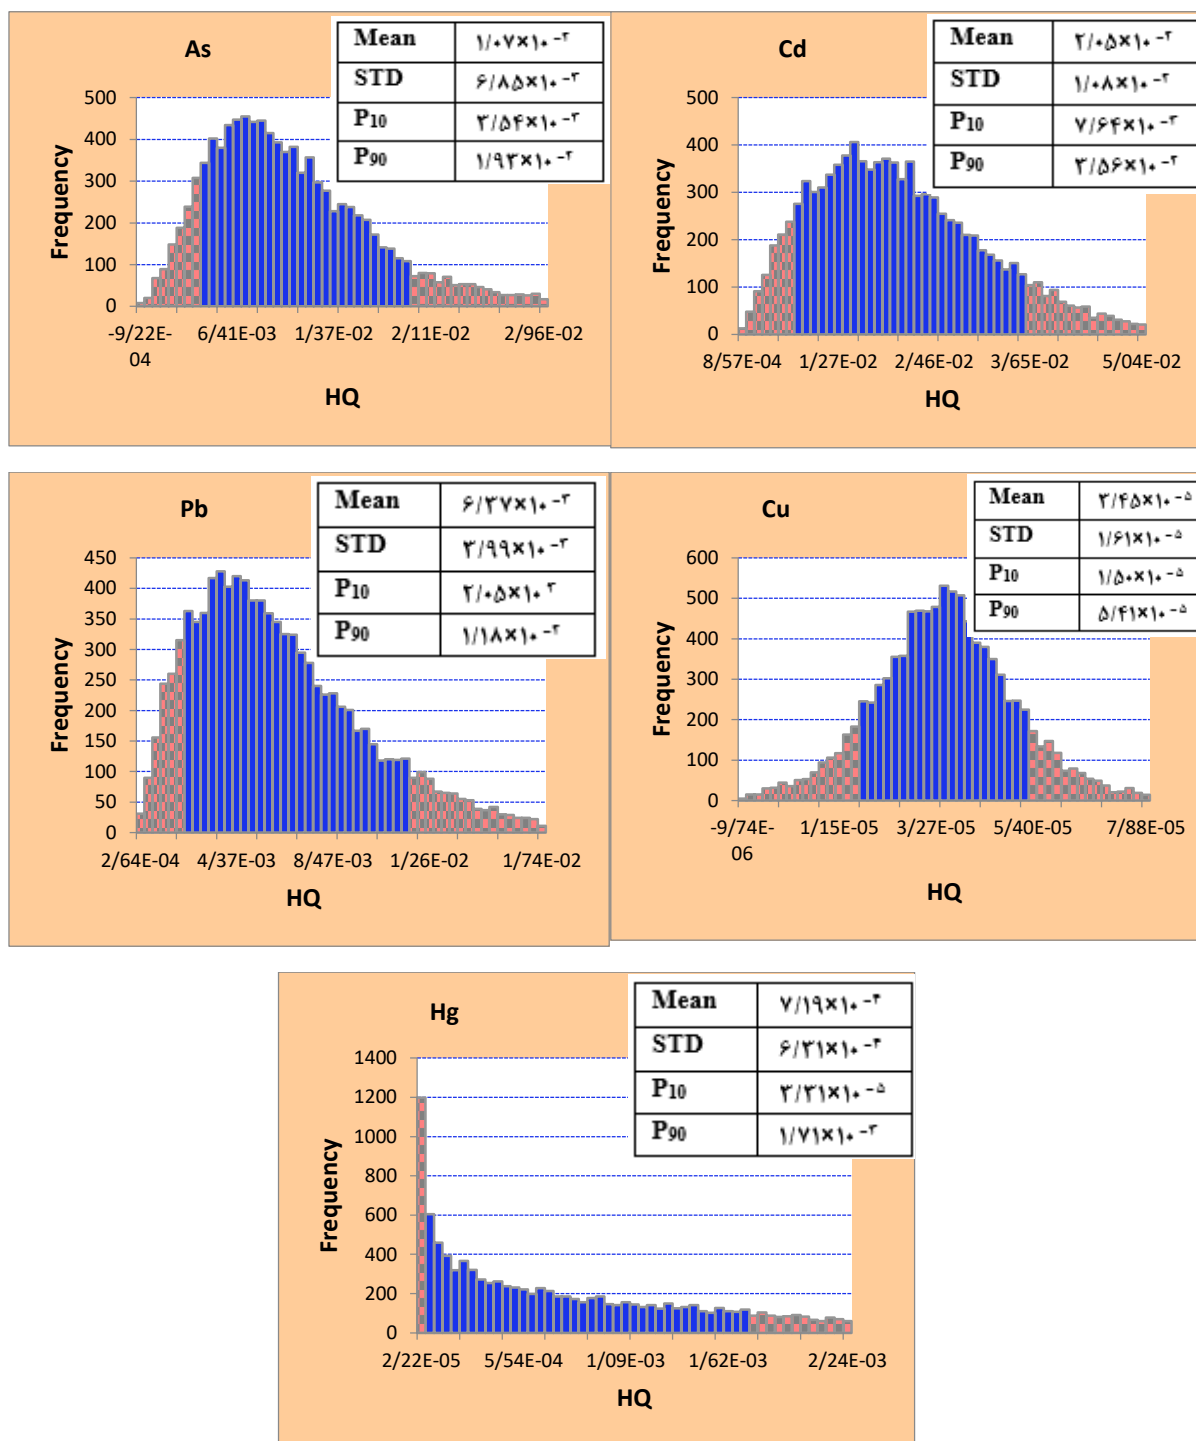 As
Mean ۱/۰۷×۱۰⁻۲
STD ۶/۸۵×۱۰⁻۳
P10 ۳/۵۴×۱۰⁻۳
P90 ۱/۹۳×۱۰⁻۲
500
400
300
200
100
0
Frequency
-9/22E-
04
6/41E-03 1/37E-02 2/11E-02 2/96E-02
HQ
Cd
Mean ۲/۰۵×۱۰⁻۲
STD ۱/۰۸×۱۰⁻۲
P10 ۷/۶۴×۱۰⁻۳
P90 ۳/۵۶×۱۰⁻۲
500
400
300
200
100
0
Frequency
8/57E-04 1/27E-02 2/46E-02 3/65E-02 5/04E-02
HQ
Pb
Mean ۶/۳۷×۱۰⁻۳
STD ۳/۹۹×۱۰⁻۳
P10 ۲/۰۵×۱۰ ۳
P90 ۱/۱۸×۱۰⁻۲
450
400
350
300
250
200
150
100
50
0
Frequency
2/64E-04 4/37E-03 8/47E-03 1/26E-02 1/74E-02
HQ
Cu
Mean ۳/۴۵×۱۰⁻۵
STD ۱/۶۱×۱۰⁻۵
P10 ۱/۵۰×۱۰⁻۵
P90 ۵/۴۱×۱۰⁻۵
600
500
400
300
200
100
0
Frequency
-9/74E-
06
1/15E-05 3/27E-05 5/40E-05 7/88E-05
HQ
Hg
Mean ۷/۱۹×۱۰⁻۴
STD ۶/۳۱×۱۰⁻۴
P10 ۳/۳۱×۱۰⁻۵
P90 ۱/۷۱×۱۰⁻۳
1400
1200
1000
800
600
400
200
0
Frequency
2/22E-05 5/54E-04 1/09E-03 1/62E-03 2/24E-03
HQ